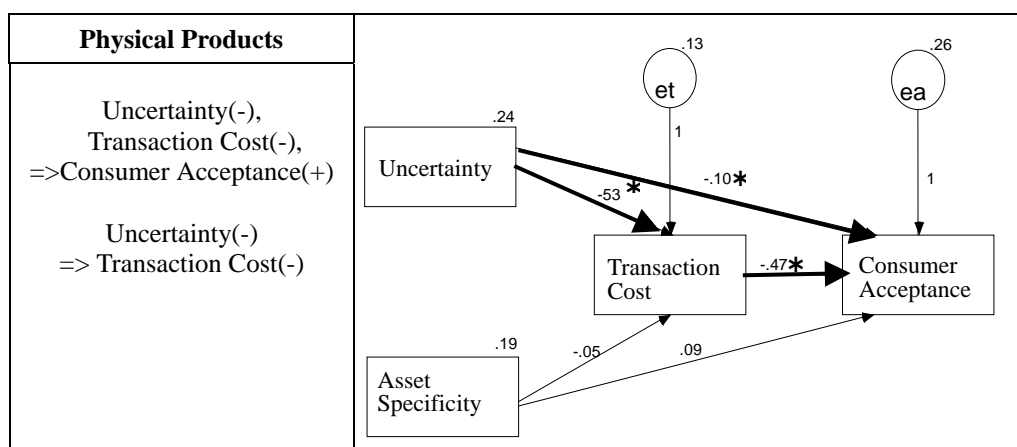 Physical Products
Uncertainty(-),
Transaction Cost(-),
=>Consumer Acceptance(+)
Uncertainty(-)
=> Transaction Cost(-)
.13
.26
et
ea
.24
1
1
Uncertainty
-53 *
-.10*
Transaction
Cost
-.47*
Consumer
Acceptance
.19
-.05
.09
Asset
Specificity